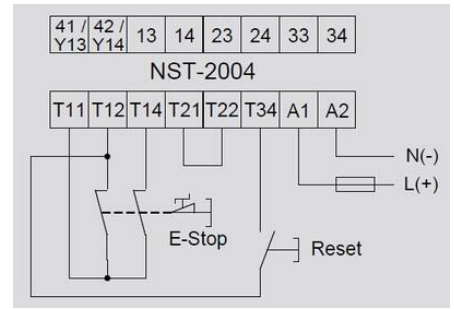 41 / 42 / 13 14 23 24 33 34
Y13 Y14
NST-2004
T11 T12 T14 T21 T22 T34 A1 A2
N(-)
L(+)
E-Stop
Reset